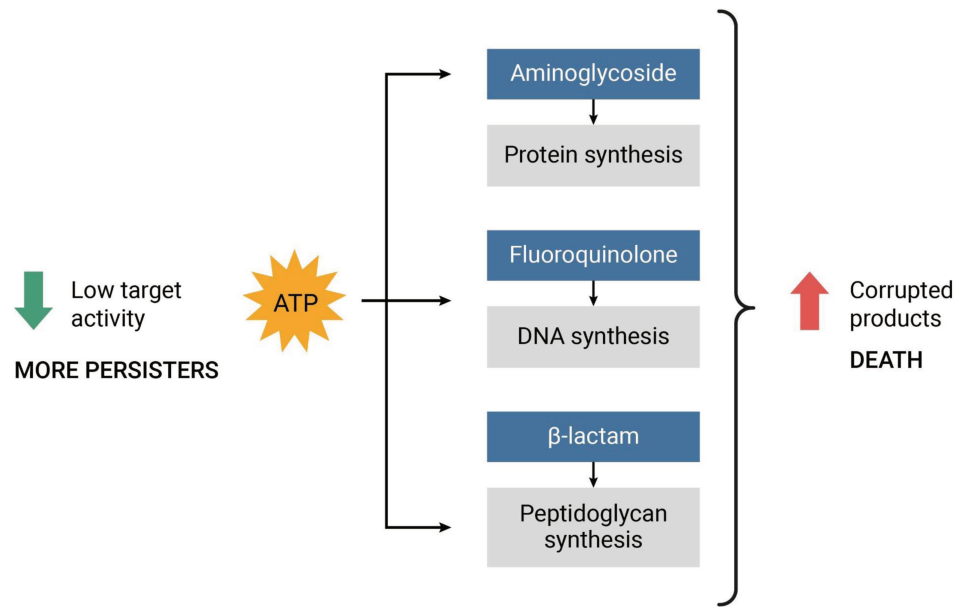 Low target
activity
MORE PERSISTERS
ATP
Aminoglycoside
Protein synthesis
Fluoroquinolone
DNA synthesis
β-lactam
Peptidoglycan
synthesis
Corrupted
products
DEATH